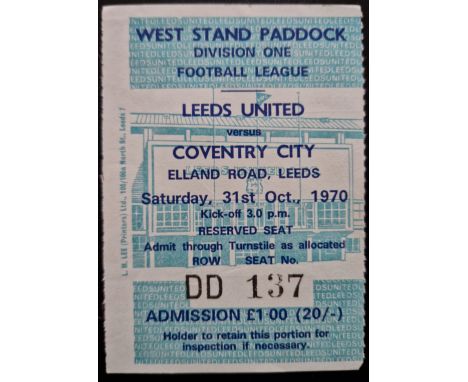 WEST STAND PADDOCK
DIVISION ONE
FOOTBALL LEAGUE
LEEDS UNITED
versus
COVENTRY CITY
ELLAND ROAD, LEEDS
Saturday, 31st Oct., 1970
Kick-off 3.0 p.m.
RESERVED SEAT
Admit through Turnstile as allocated
ROW SEAT No.
DD 137
ADMISSION £1·00 (20/-)
Holder to retain this portion for
inspection if necessary.